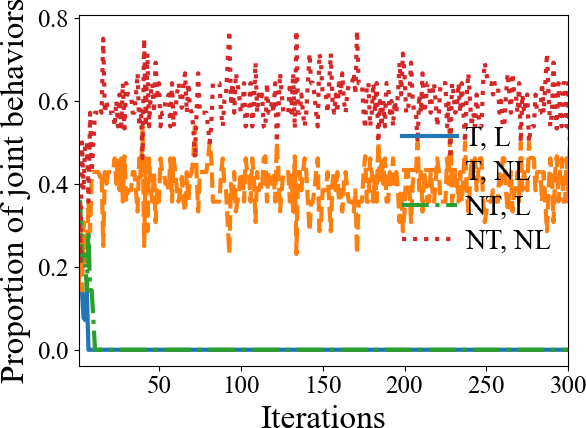 Proportion of joint behaviors
0.8
0.6
0.4
0.2
0.0
T, L
T, NL
NT, L
NT, NL
50 100 150 200 250 300
Iterations